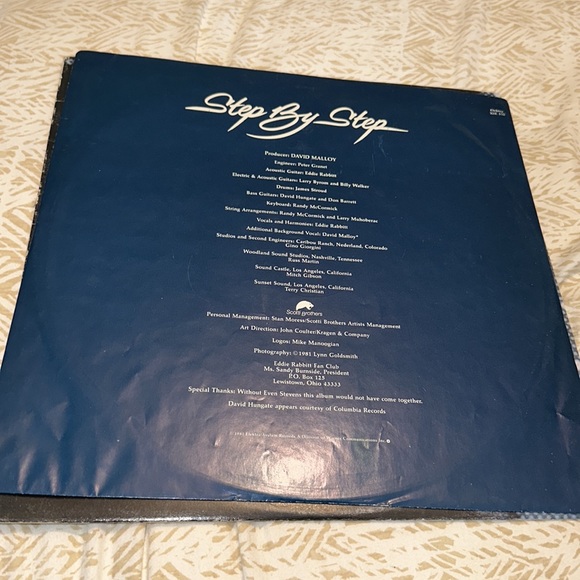 Step By Step
Producer: DAVID MALLOY
Engineer: Peter Granet
Acoustic Guitar: Eddie Rabbitt
Electric & Acoustic Guitars: Larry Byrom and Billy Walker
Drums: James Stroud
Bass Guitars: David Hungate and Don Barrett
Keyboard: Randy McCormick
String Arrangements: Randy McCormick and Larry Muhoberac
Vocals and Harmonies: Eddie Rabbitt
Additional Background Vocal: David Malloy*
Studios and Second Engineers: Caribou Ranch, Nederland, Colorado
Gino Giorgini
Woodland Sound Studios, Nashville, Tennessee
Russ Martin
Sound Castle, Los Angeles, California
Mitch Gibson
Sunset Sound, Los Angeles, California
Terry Christian
Scotti Brothers
Personal Management: Stan Moress/Scotti Brothers Artists Management
Art Direction: John Coulter/Kragen & Company
Logos: Mike Manoogian
Photography: ©1981 Lynn Goldsmith
Eddie Rabbitt Fan Club
Ms. Sandy Burnside, President
P.O. Box 125
Lewistown, Ohio 43333
Special Thanks: Without Even Stevens this album would not have come together.
David Hungate appears courtesy of Columbia Records